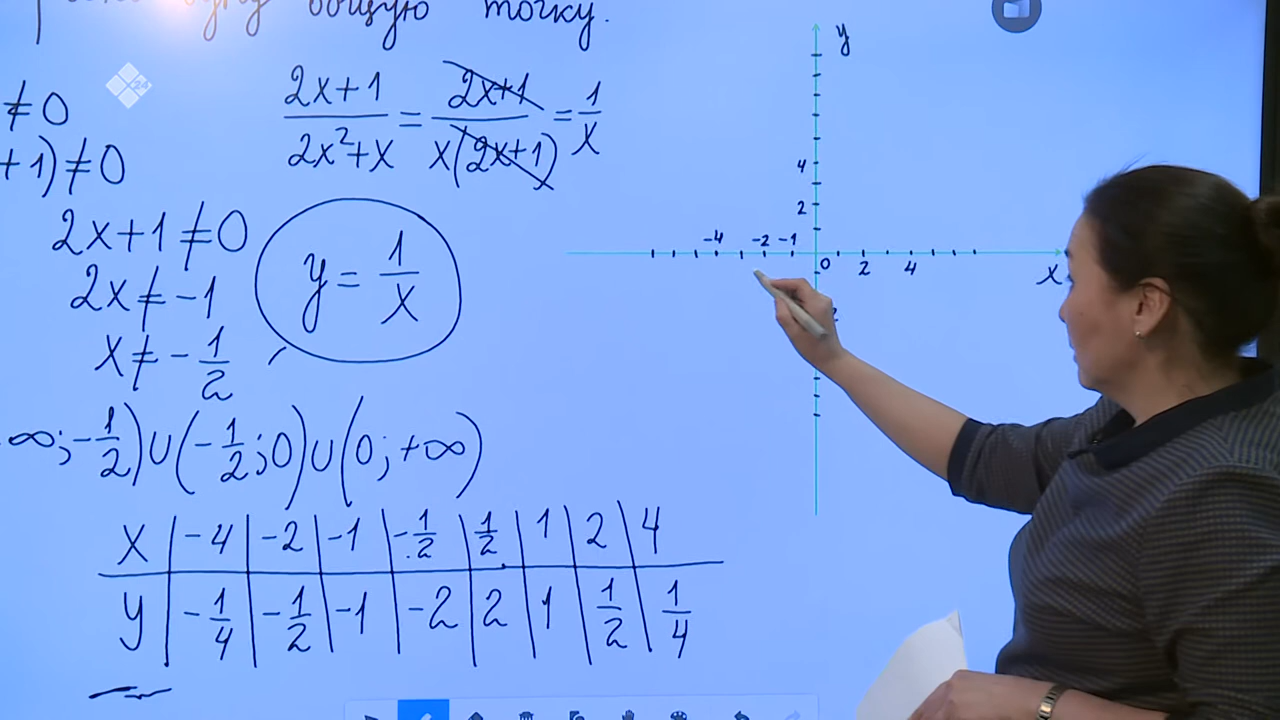 одну общую точку.
≠0
+1)≠0
2x+1≠0
2x≠-1
x≠-1/2
(2x+1)/(2x²+x) = (2x+1)/(x(2x+1)) = 1/x
y = 1/x
∞;-1/2)∪(-1/2;0)∪(0;+∞)
x | -4 | -2 | -1 | -1/2 | 1/2 | 1 | 2 | 4
y | -1/4 | -1/2 | -1 | -2 | 2 | 1 | 1/2 | 1/4
y
4
2
-4 -2 -1
0 2 4 x
2
24